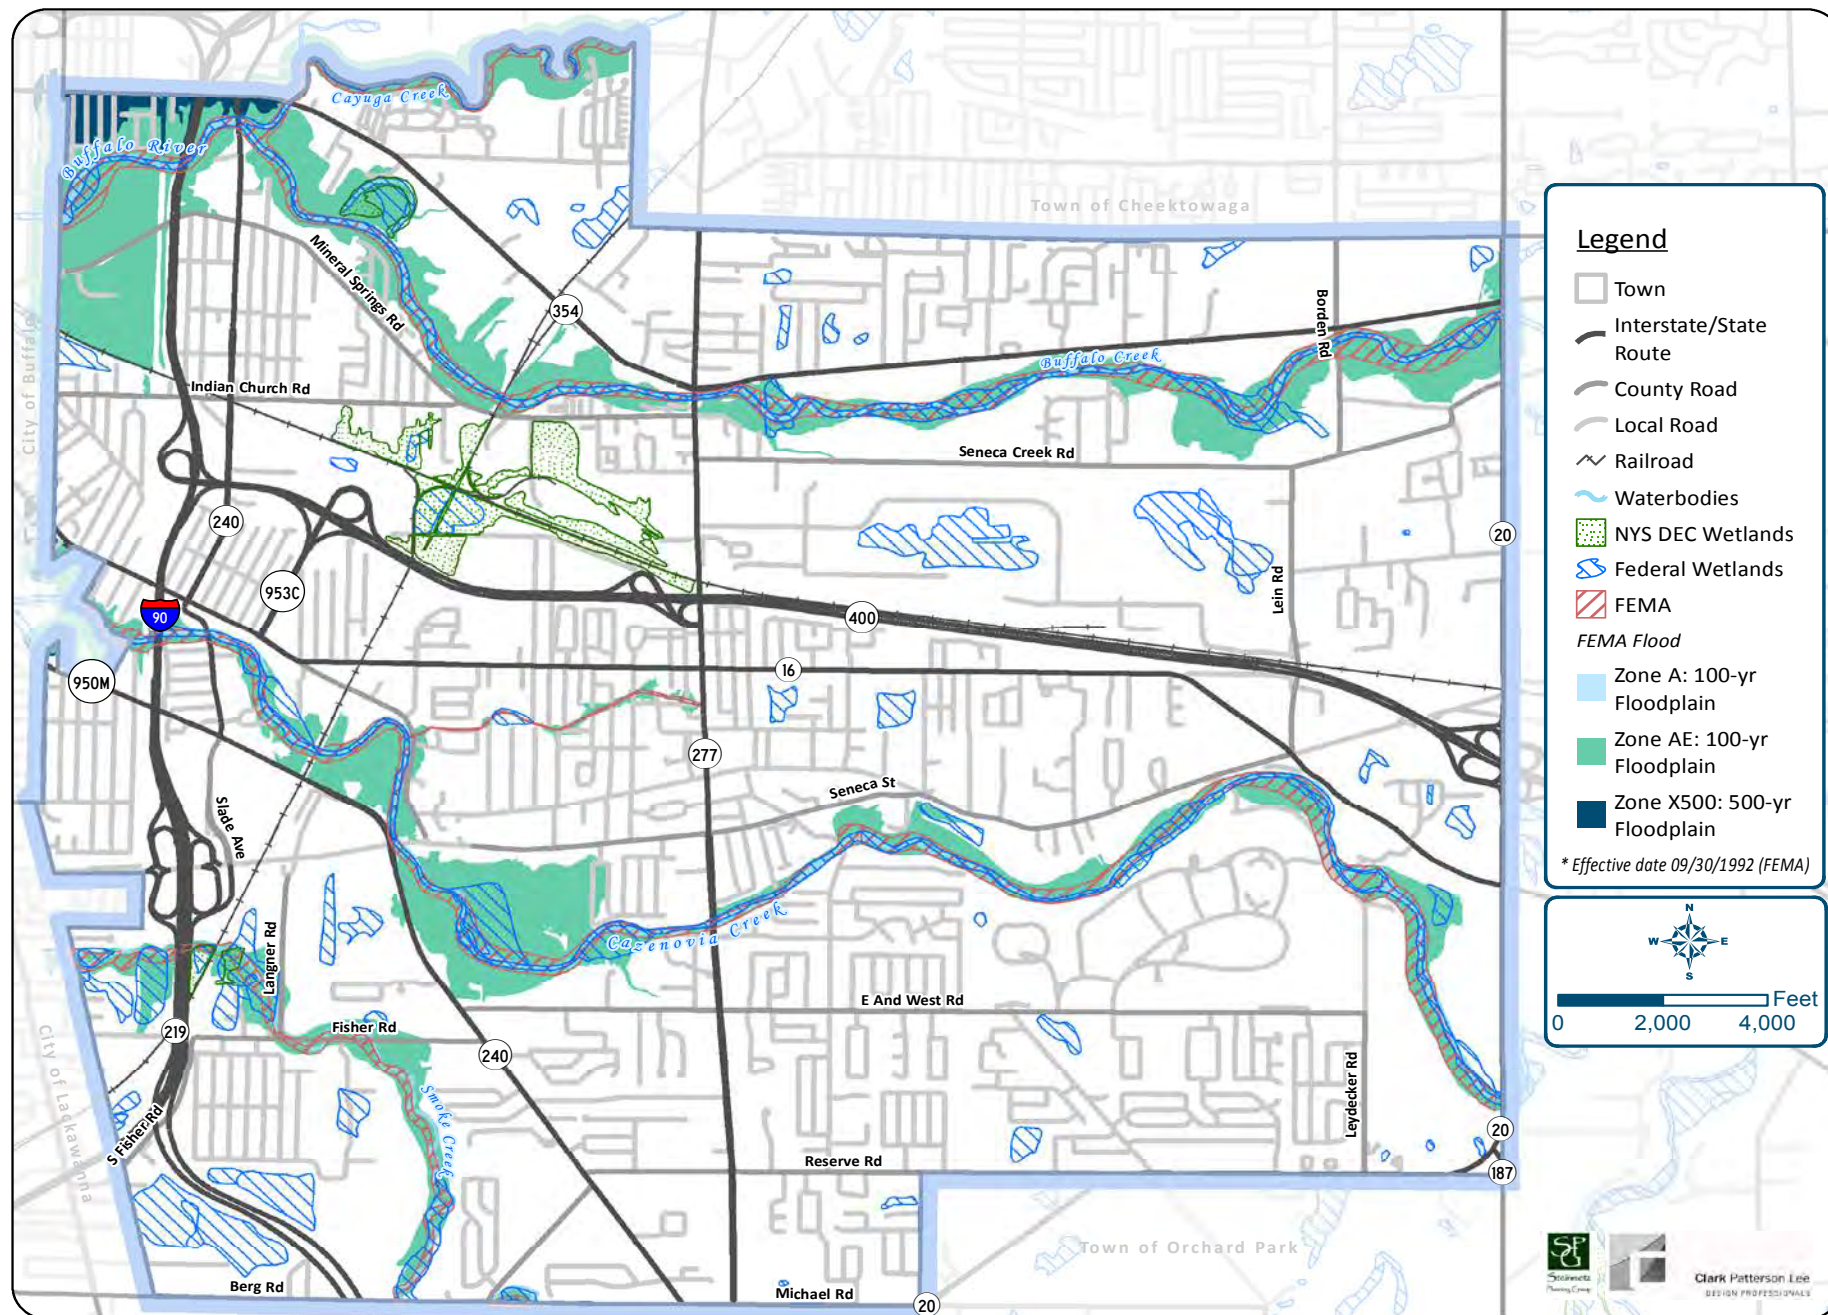 Cayuga Creek
Buffalo River
Town of Cheektowaga
Mineral Springs Rd
354
Borden Rd
City of Buffalo
Buffalo Creek
Indian Church Rd
Seneca Creek Rd
240
20
953C
Lein Rd
90
400
16
950M
277
Seneca St
Slade Ave
Cazenovia Creek
Langner Rd
E And West Rd
Fisher Rd
219
240
City of Lackawanna
Smoke Creek
Leydecker Rd
S Fisher Rd
20
Reserve Rd
187
Town of Orchard Park
Berg Rd
Michael Rd
20
Legend
Town
Interstate/State
Route
County Road
Local Road
Railroad
Waterbodies
NYS DEC Wetlands
Federal Wetlands
FEMA
FEMA Flood
Zone A: 100-yr
Floodplain
Zone AE: 100-yr
Floodplain
Zone X500: 500-yr
Floodplain
* Effective date 09/30/1992 (FEMA)
N
W E
S
Feet
0 2,000 4,000
SPG
Steinmetz
Planning Group
Clark Patterson Lee
DESIGN PROFESSIONALS